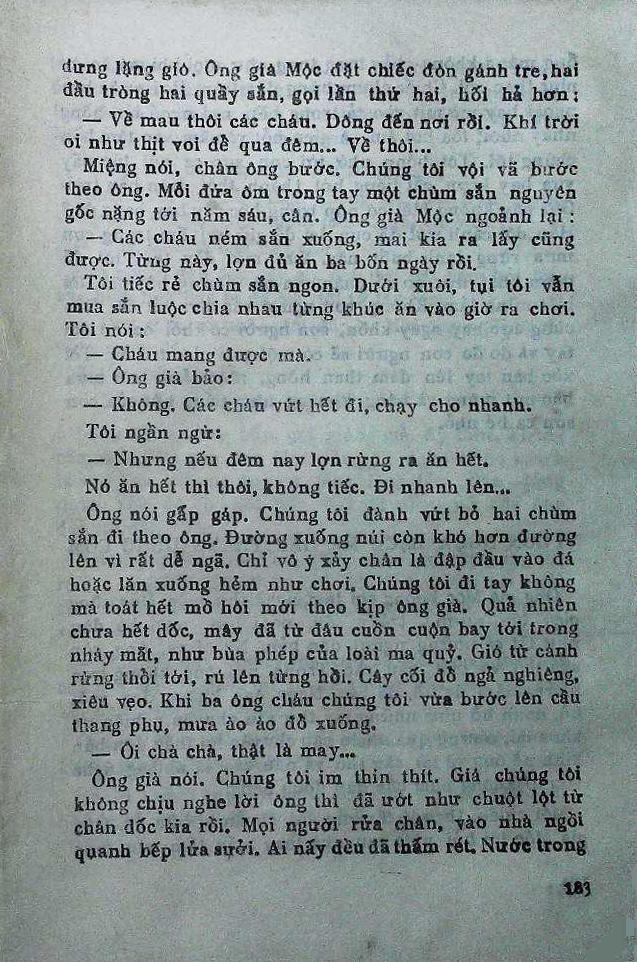 dưng lặng gió. Ông già Mộc đặt chiếc đòn gánh tre, hai
đầu tròng hai quầy sắn, gọi lần thứ hai, hối hả hơn:
— Về mau thôi các cháu. Dông đến nơi rồi. Khí trời
oi như thịt voi để qua đêm... Về thôi...
Miệng nói, chân ông bước. Chúng tôi vội vã bước
theo ông. Mỗi đứa ôm trong tay một chùm sắn nguyên
gốc nặng tới năm sáu, cân. Ông già Mộc ngoảnh lại:
— Các cháu ném sắn xuống, mai kia ra lấy cũng
được. Từng này, lợn đủ ăn ba bốn ngày rồi.
Tôi tiếc rẻ chùm sắn ngon. Dưới xuôi, tụi tôi vẫn
mua sắn luộc chia nhau từng khúc ăn vào giờ ra chơi.
Tôi nói:
— Cháu mang được mà.
— Ông già bảo:
— Không. Các cháu vứt hết đi, chạy cho nhanh.
Tôi ngần ngừ:
— Nhưng nếu đêm nay lợn rừng ra ăn hết.
Nó ăn hết thì thôi, không tiếc. Đi nhanh lên...
Ông nói gấp gáp. Chúng tôi đành vứt bỏ hai chùm
sắn đi theo ông. Đường xuống núi còn khó hơn đường
lên vì rất dễ ngã. Chỉ vô ý xảy chân là đập đầu vào đá
hoặc lăn xuống hẻm như chơi. Chúng tôi đi tay không
mà toát hết mồ hôi mới theo kịp ông già. Quả nhiên
chưa hết dốc, mây đã từ đâu cuồn cuộn bay tới trong
nháy mắt, như bùa phép của loài ma quỷ. Gió từ cánh
rừng thồi tới, rú lên từng hồi. Cây cối đồ ngả nghiêng,
xiêu vẹo. Khi ba ông cháu chúng tôi vừa bước lên cầu
thang phụ, mưa ào ào đồ xuống.
— Ôi chà chà, thật là may...
Ông già nói. Chúng tôi im thin thít. Giá chúng tôi
không chịu nghe lời ông thì đã ướt như chuột lột từ
chân dốc kia rồi. Mọi người rửa chân, vào nhà ngồi
quanh bếp lửa sưởi. Ai nấy đều đã thấm rét. Nước trong
183